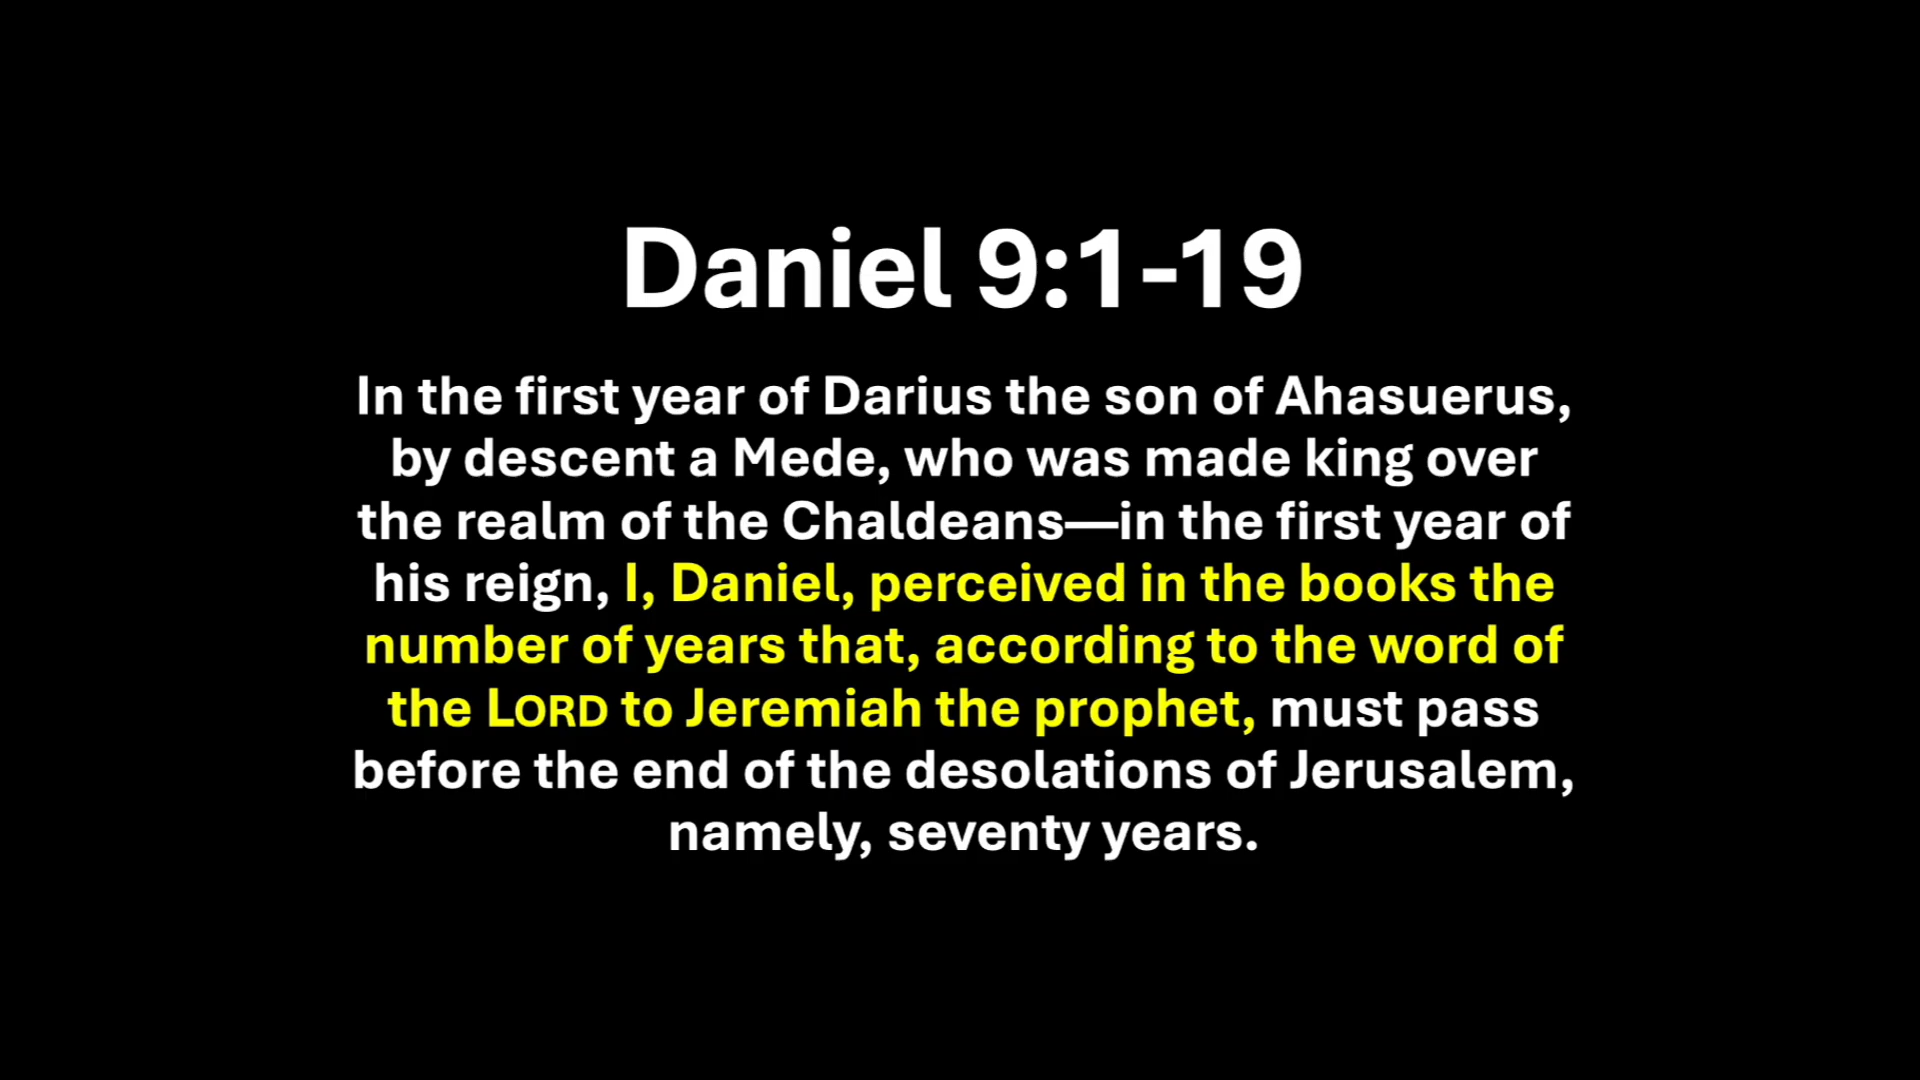 Daniel 9:1-19
In the first year of Darius the son of Ahasuerus,
by descent a Mede, who was made king over
the realm of the Chaldeans—in the first year of
his reign, I, Daniel, perceived in the books the
number of years that, according to the word of
the LORD to Jeremiah the prophet, must pass
before the end of the desolations of Jerusalem,
namely, seventy years.